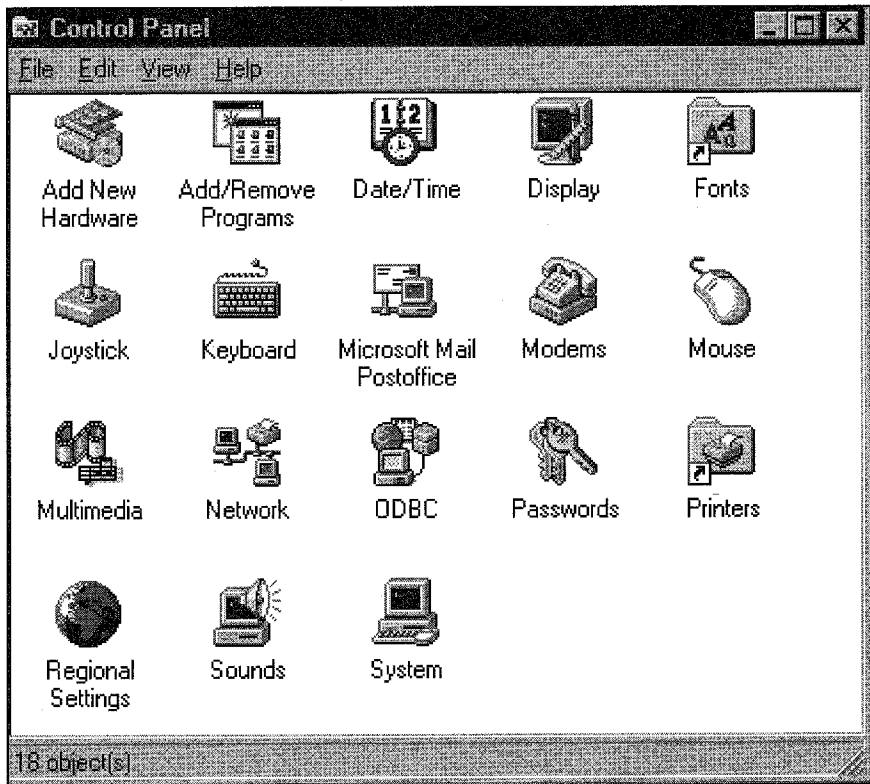 Control Panel
File Edit View Help
Add New Hardware
Add/Remove Programs
Date/Time
Display
Fonts
Joystick
Keyboard
Microsoft Mail Postoffice
Modems
Mouse
Multimedia
Network
ODBC
Passwords
Printers
Regional Settings
Sounds
System
18 object(s)